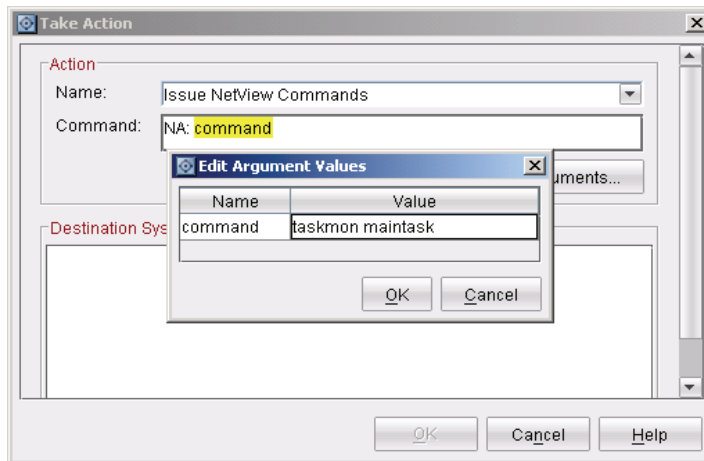 Take Action
Action
Name: Issue NetView Commands
Command: NA: command
Edit Argument Values
uments...
Name Value
command taskmon maintask
Destination Sys
OK Cancel
OK Cancel Help